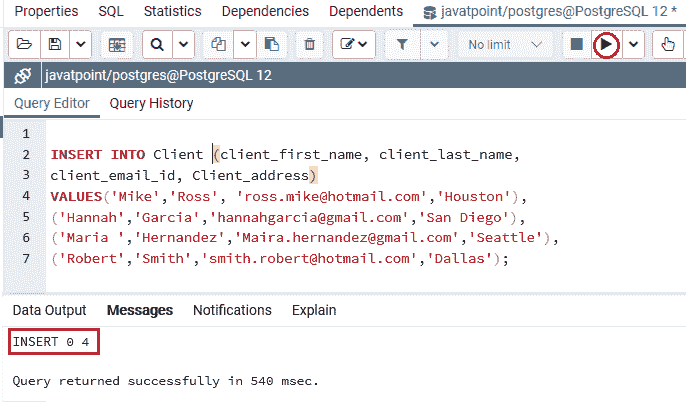 Properties SQL Statistics Dependencies Dependents javatpoint/postgres@PostgreSQL 12 *
No limit
javatpoint/postgres@PostgreSQL 12
Query Editor Query History
1
2 INSERT INTO Client (client_first_name, client_last_name,
3 client_email_id, Client_address)
4 VALUES('Mike','Ross', 'ross.mike@hotmail.com','Houston'),
5 ('Hannah','Garcia','hannahgarcia@gmail.com','San Diego'),
6 ('Maria ','Hernandez','Maira.hernandez@gmail.com','Seattle'),
7 ('Robert','Smith','smith.robert@hotmail.com','Dallas');
Data Output Messages Notifications Explain
INSERT 0 4
Query returned successfully in 540 msec.